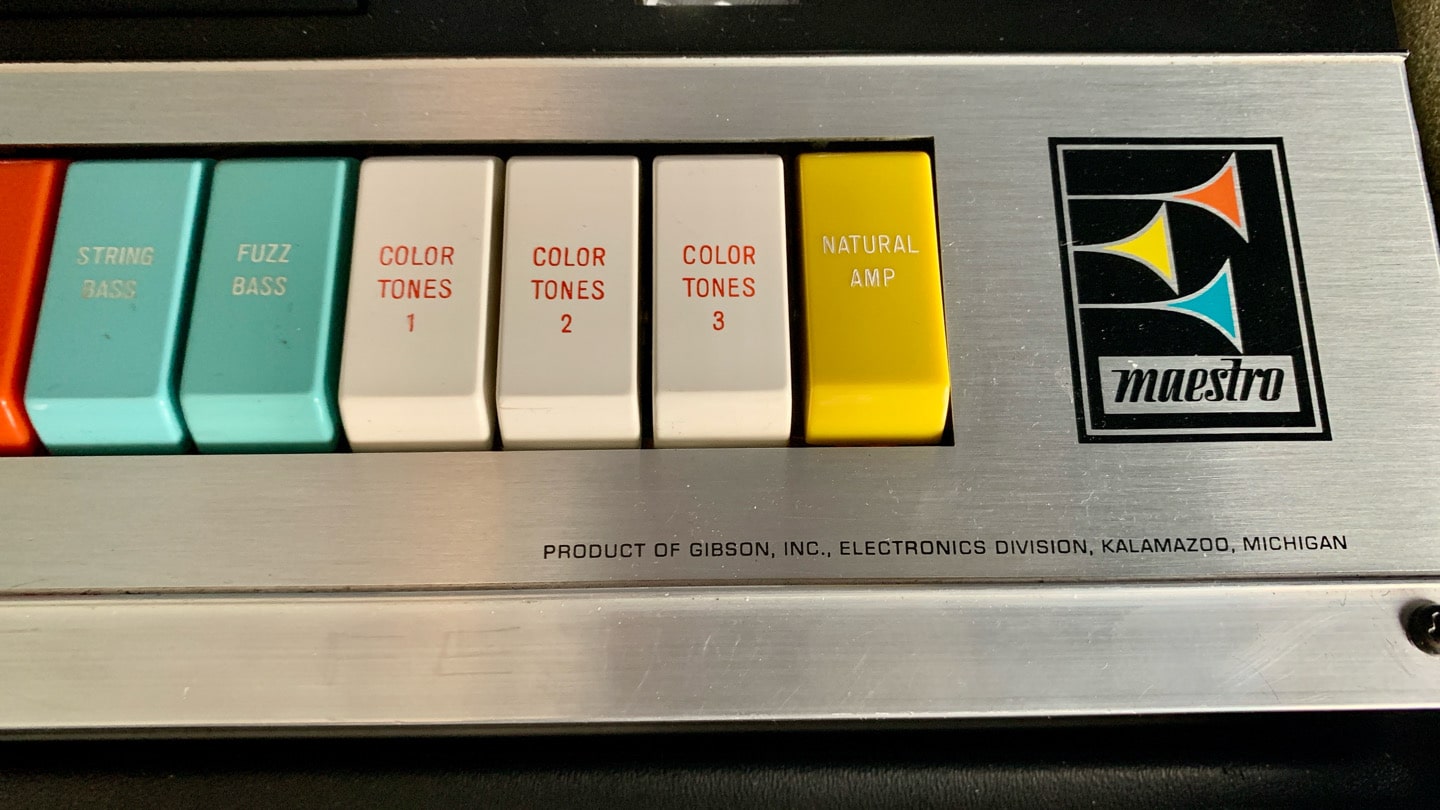 STRING
BASS
FUZZ
BASS
COLOR
TONES
1
COLOR
TONES
2
COLOR
TONES
3
NATURAL
AMP
maestro
PRODUCT OF GIBSON, INC., ELECTRONICS DIVISION, KALAMAZOO, MICHIGAN